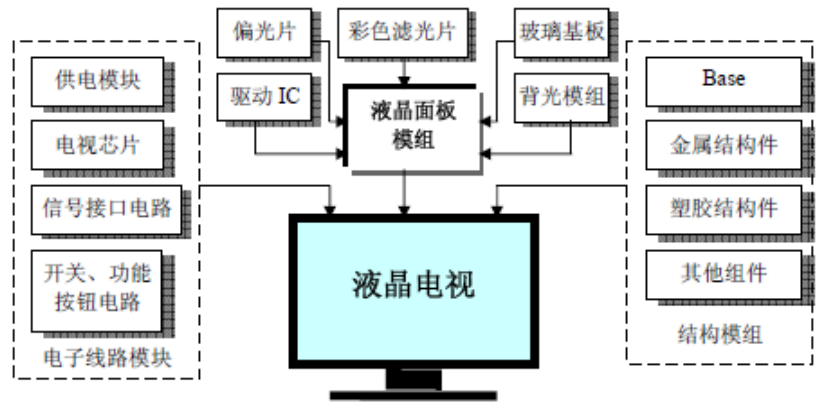 偏光片
彩色滤光片
玻璃基板
驱动 IC
液晶面板
模组
背光模组
供电模块
电视芯片
信号接口电路
开关、功能
按钮电路
电子线路模块
液晶电视
Base
金属结构件
塑胶结构件
其他组件
结构模组